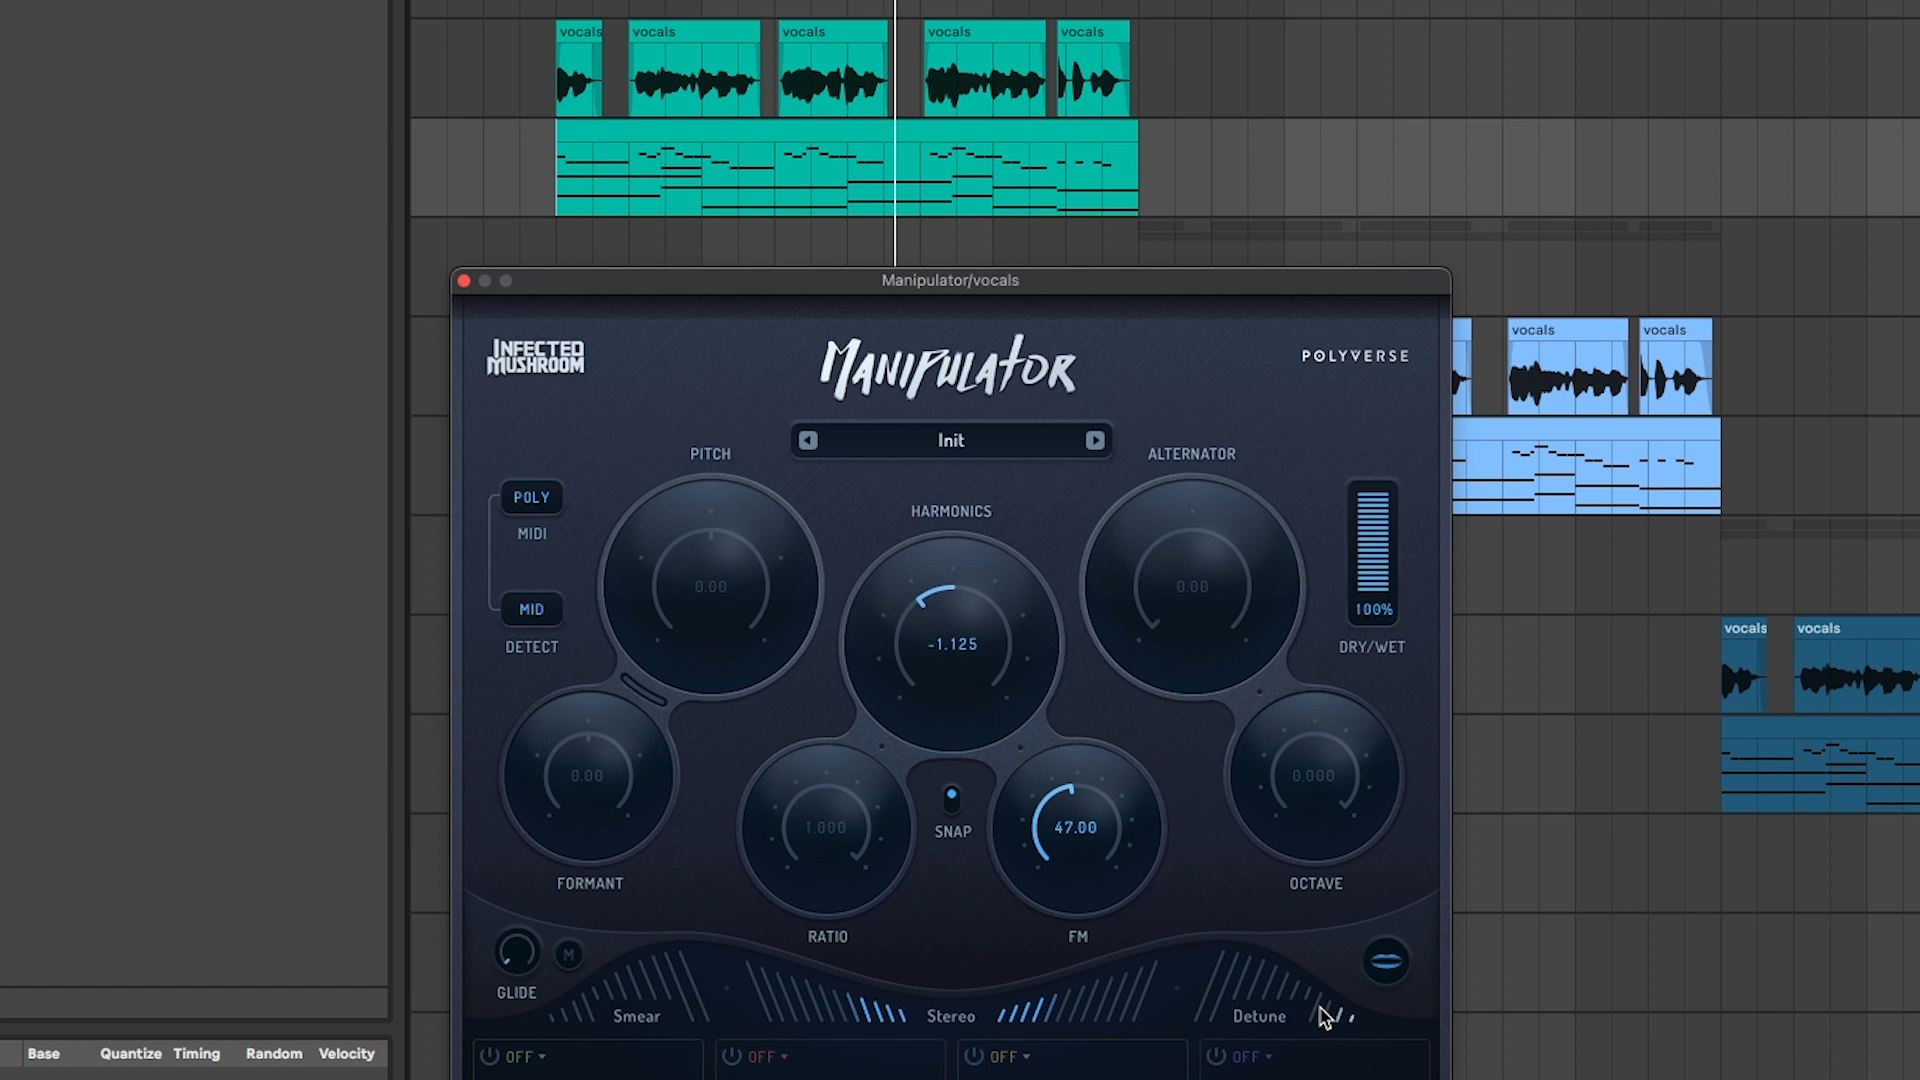 vocals vocals vocals vocals vocals
Manipulator/vocals
INFECTED
MUSHROOM
MANIPULATOR
POLYVERSE
vocals vocals
Init
PITCH
ALTERNATOR
POLY
MIDI
HARMONICS
0.00
0.00
MID
100%
DETECT
-1.125
DRY/WET
vocals vocals
0.00
0.000
1.000
47.00
SNAP
FORMANT
OCTAVE
RATIO
FM
M
GLIDE
Smear
Stereo
Detune
OFF OFF OFF OFF
Base Quantize Timing Random Velocity